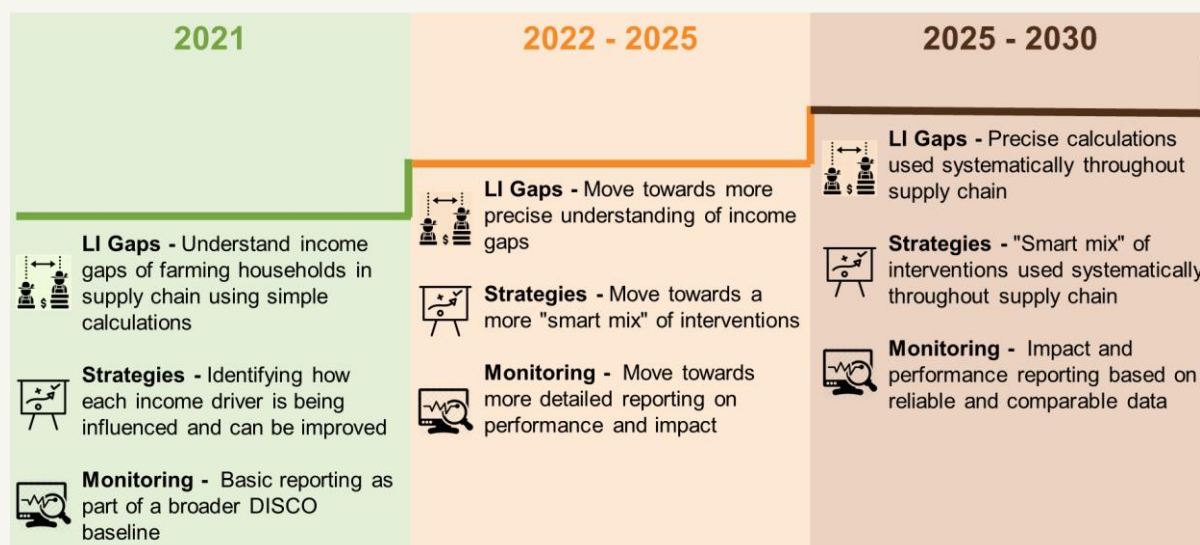 2021
LI Gaps - Understand income
gaps of farming households in
supply chain using simple
calculations
Strategies - Identifying how
each income driver is being
influenced and can be improved
Monitoring - Basic reporting as
part of a broader DISCO
baseline
2022 - 2025
LI Gaps - Move towards more
precise understanding of income
gaps
Strategies - Move towards a
more "smart mix" of interventions
Monitoring - Move towards
more detailed reporting on
performance and impact
2025 - 2030
LI Gaps - Precise calculations
used systematically throughout
supply chain
Strategies - "Smart mix" of
interventions used systematically
throughout supply chain
Monitoring - Impact and
performance reporting based on
reliable and comparable data